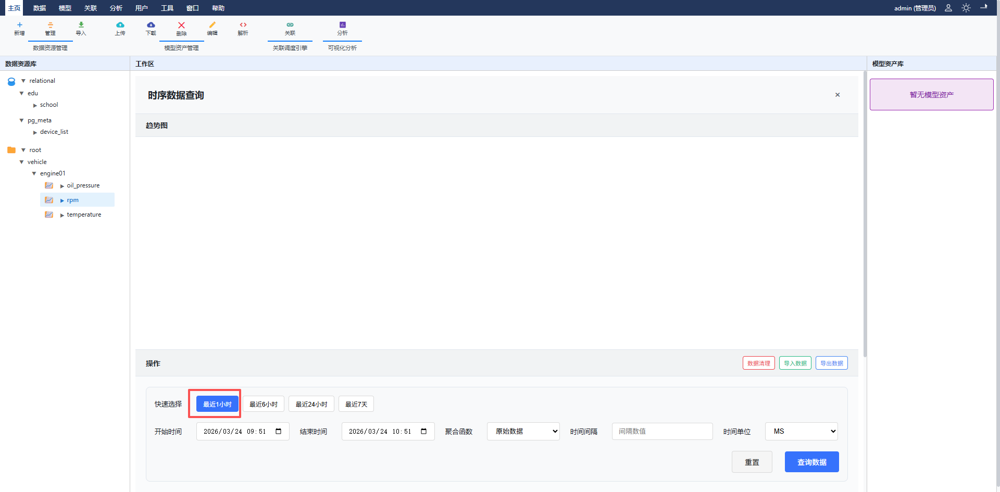 主页 数据 模型 关联 分析 用户 工具 窗口 帮助 admin (管理员)
新增 管理 导入 上传 下载 删除 编辑 解析 关联 分析
数据资源管理 模型资产管理 关联调度引擎 可视化分析
数据资源库 工作区 模型资产库
relational
edu
school
pg_meta
device_list
root
vehicle
engine01
oil_pressure
rpm
temperature
时序数据查询 ×
趋势图
操作 数据清理 导入数据 导出数据
快速选择 最近1小时 最近6小时 最近24小时 最近7天
开始时间 2026/03/24 09:51 结束时间 2026/03/24 10:51 聚合函数 原始数据 时间间隔 间隔数值 时间单位 MS
重置 查询数据
暂无模型资产